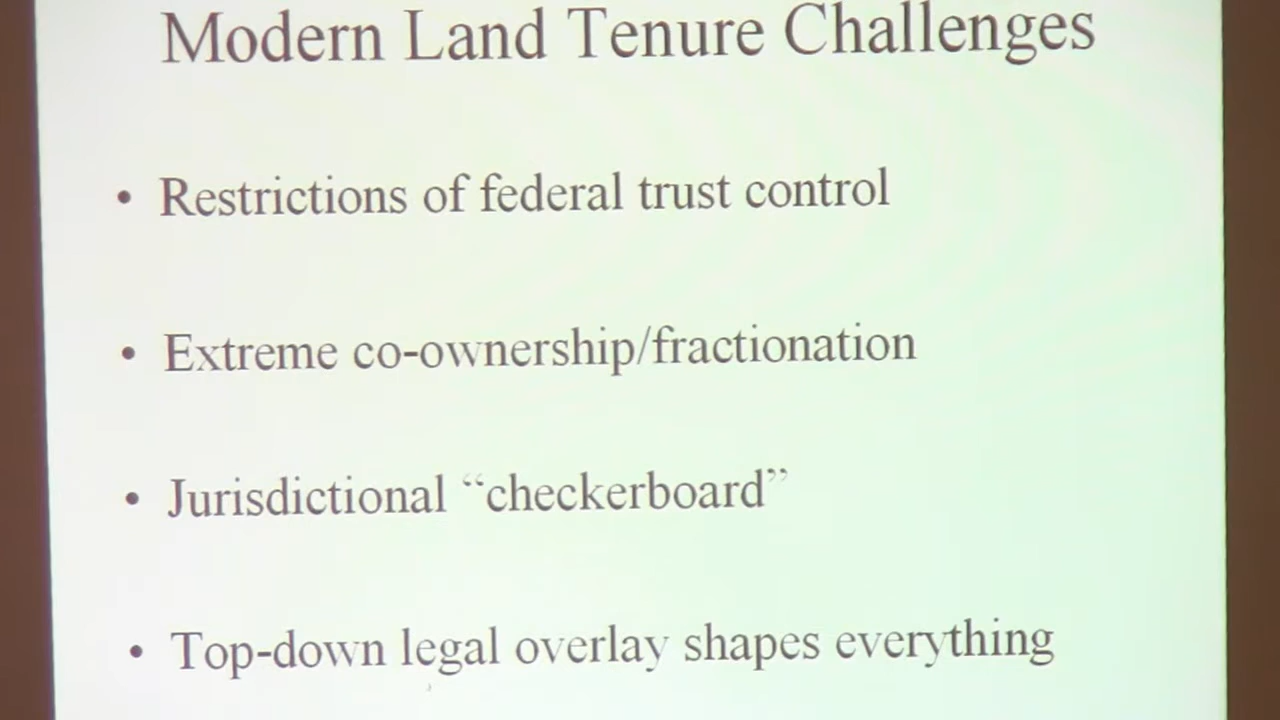 Modern Land Tenure Challenges
• Restrictions of federal trust control
• Extreme co-ownership/fractionation
• Jurisdictional “checkerboard”
• Top-down legal overlay shapes everything